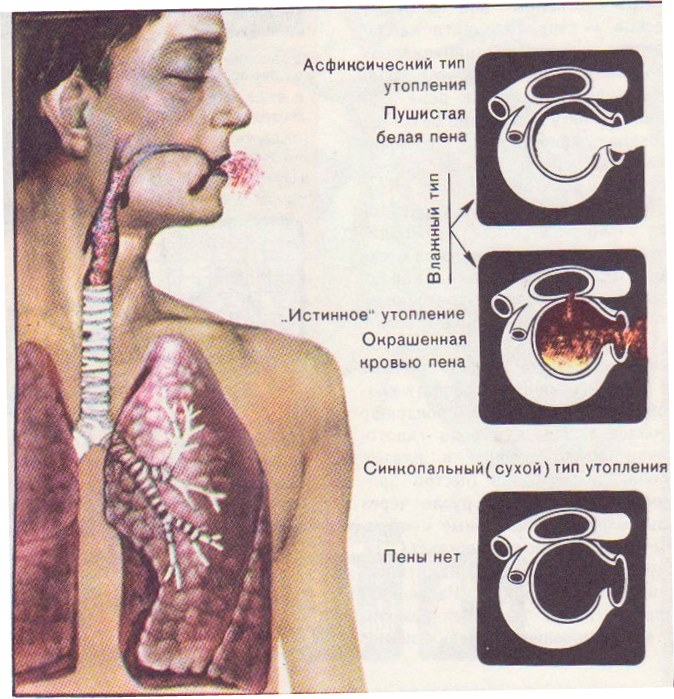 Асфиксический тип
утопления
Пушистая
белая пена
Влажный тип
„Истинное“ утопление
Окрашенная
кровью пена
Синкопальный(сухой) тип утопления
Пены нет